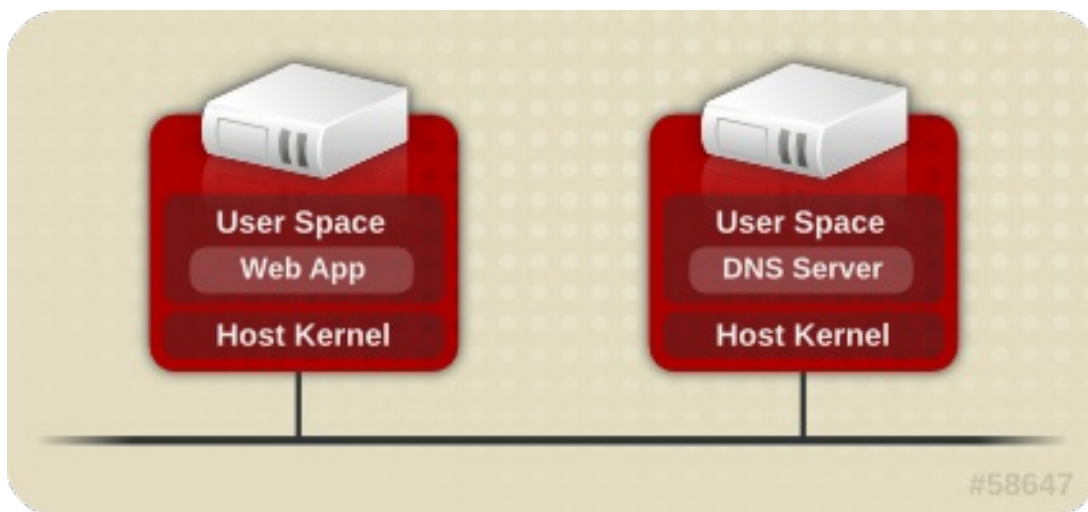 User Space
Web App
Host Kernel
User Space
DNS Server
Host Kernel
#58647